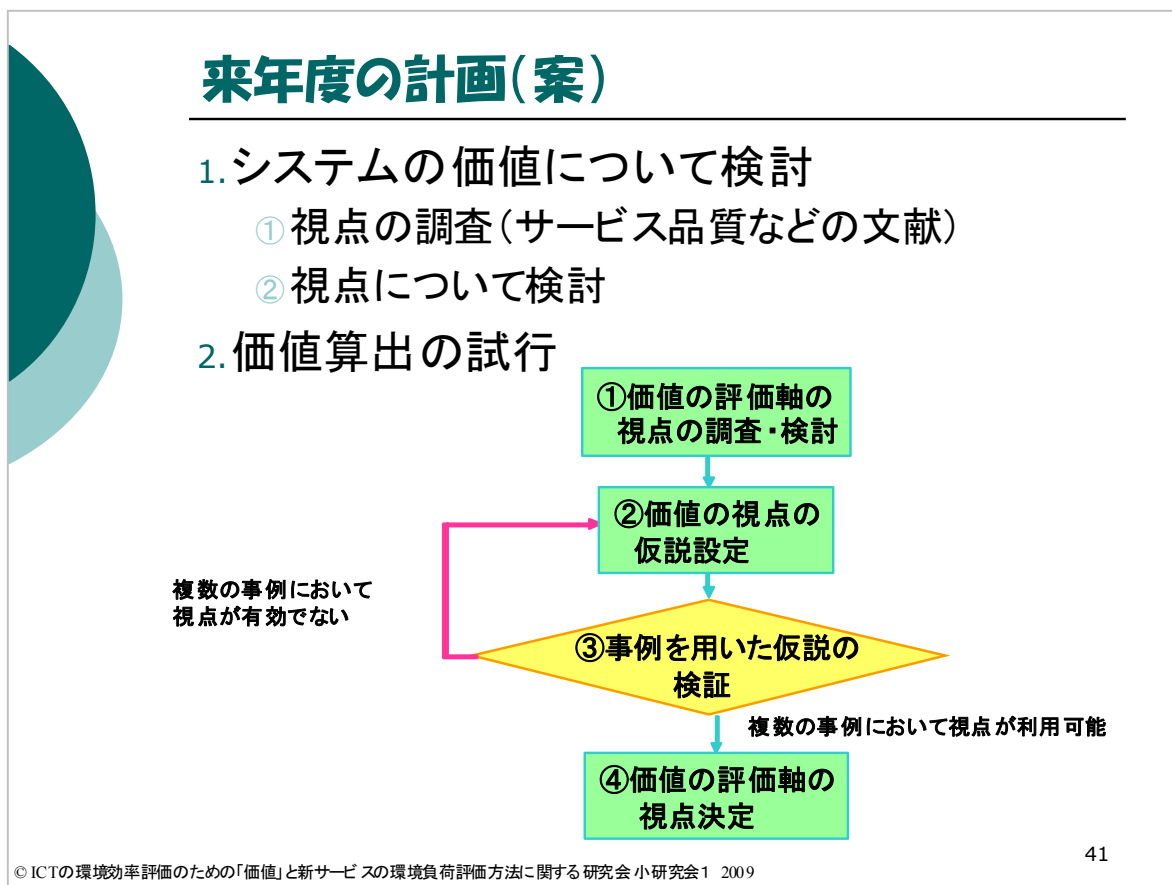 来年度の計画(案)
1.システムの価値について検討
①視点の調査(サービス品質などの文献)
②視点について検討
2.価値算出の試行
①価値の評価軸の
視点の調査・検討
②価値の視点の
仮説設定
複数の事例において
視点が有効でない
③事例を用いた仮説の
検証
複数の事例において視点が利用可能
④価値の評価軸の
視点決定
41
© ICTの環境効率評価のための「価値」と新サービスの環境負荷評価方法に関する研究会 小研究会1 2009